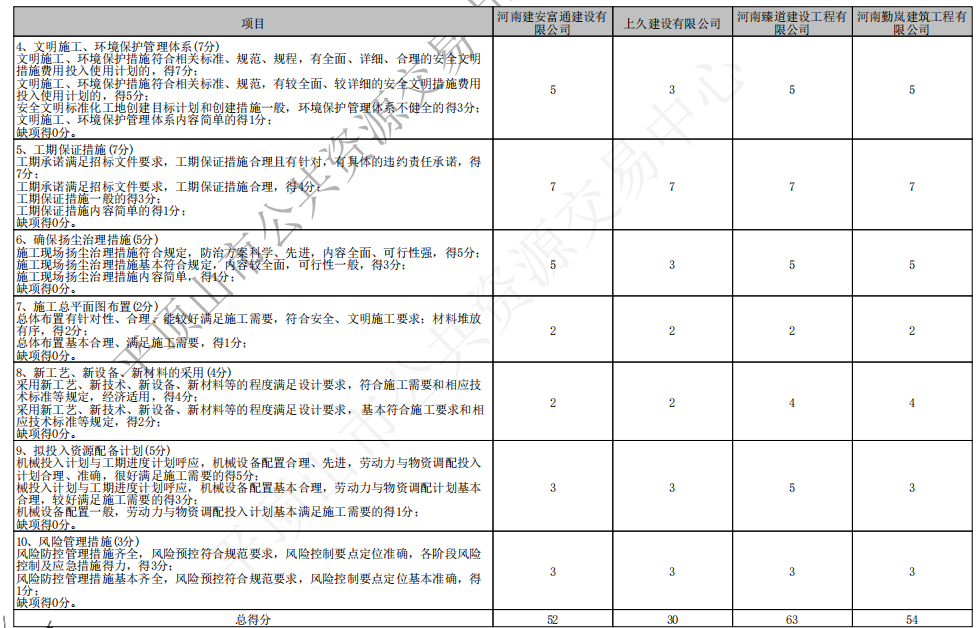 项目 河南建安富通建设有限公司 上久建设有限公司 河南臻道建设工程有限公司 河南勤岚建筑工程有限公司
4、文明施工、环境保护管理体系(7分)
文明施工、环境保护措施符合相关标准、规范、规程，有全面、详细、合理的安全文明
措施费用投入使用计划的，得7分；
文明施工、环境保护措施符合相关标准、规范，有较全面、较详细的安全文明措施费用
投入使用计划的，得5分；
安全文明标准化工地创建目标计划和创建措施一般，环境保护管理体系不健全的得3分；
文明施工、环境保护管理体系内容简单的得1分；
缺项得0分。
5 3 5 5
5、工期保证措施(7分)
工期承诺满足招标文件要求，工期保证措施合理且有针对，有具体的违约责任承诺，得
7分；
工期承诺满足招标文件要求，工期保证措施合理，得4分；
工期保证措施一般的得3分；
工期保证措施内容简单的得1分；
缺项得0分。
7 7 7 7
6、确保扬尘治理措施(5分)
施工现场扬尘治理措施符合规定，防治方案科学、先进，内容全面、可行性强，得5分；
施工现场扬尘治理措施基本符合规定，内容较全面，可行性一般，得3分；
施工现场扬尘治理措施内容简单，得1分；
缺项得0分。
5 3 5 5
7、施工总平面图布置(2分)
总体布置有针对性、合理，能较好满足施工需要，符合安全、文明施工要求；材料堆放
有序，得2分；
总体布置基本合理、满足施工需要，得1分；
缺项得0分。
2 2 2 2
8、新工艺、新设备、新材料的采用(4分)
采用新工艺、新技术、新设备、新材料等的程度满足设计要求，符合施工需要和相应技
术标准等规定，经济适用，得4分；
采用新工艺、新技术、新设备、新材料等的程度满足设计要求， 基本符合施工要求和相
应技术标准等规定，得2分；
缺项得0分。
2 2 4 4
9、拟投入资源配备计划(5分)
机械投入计划与工期进度计划呼应，机械设备配置合理、先进，劳动力与物资调配投入
计划合理、准确，很好满足施工需要的得5分；
械投入计划与工期进度计划呼应，机械设备配置基本合理，劳动力与物资调配计划基本
合理，较好满足施工需要的得3分；
机械设备配置一般，劳动力与物资调配投入计划基本满足施工需要的得1分；
缺项得0分。
3 3 5 3
10、风险管理措施(3分)
风险防控管理措施齐全，风险预控符合规范要求，风险控制要点定位准确，各阶段风险
控制及应急措施得力，得3分；
风险防控管理措施基本齐全，风险预控符合规范要求，风险控制要点定位基本准确，得
1分；
缺项得0分。
3 3 3 3
总得分 52 30 63 54
平顶山市公共资源交易中
平顶山市公共资源交易中心